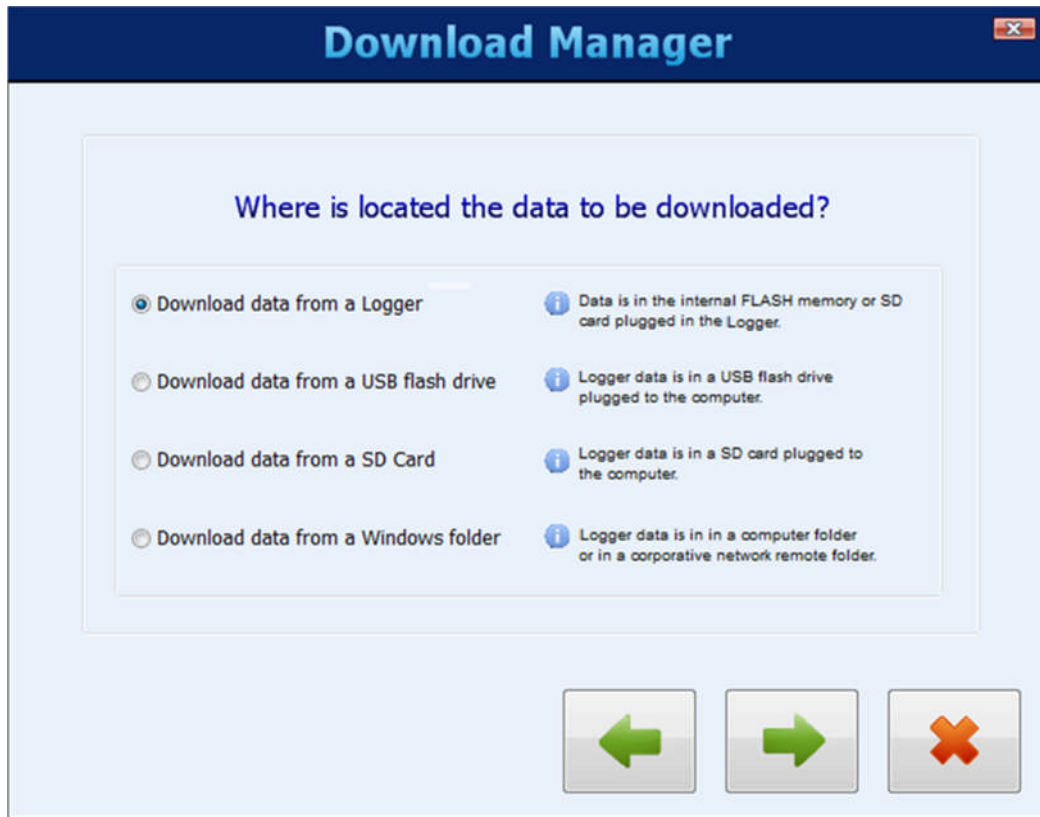 Download Manager
Where is located the data to be downloaded?
Download data from a Logger
Data is in the internal FLASH memory or SD
card plugged in the Logger.
Download data from a USB flash drive
Logger data is in a USB flash drive
plugged to the computer.
Download data from a SD Card
Logger data is in a SD card plugged to
the computer.
Download data from a Windows folder
Logger data is in in a computer folder
or in a corporative network remote folder.